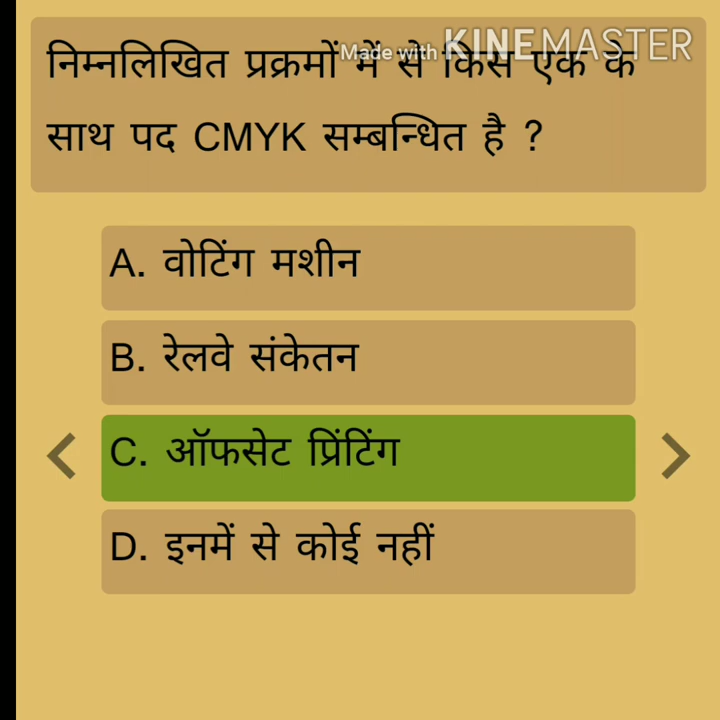 निम्नलिखित प्रक्रमों में से किस एक के
Made with KINEMASTER
साथ पद CMYK सम्बन्धित है ?
A. वोटिंग मशीन
B. रेलवे संकेतन
C. ऑफसेट प्रिंटिंग
D. इनमें से कोई नहीं